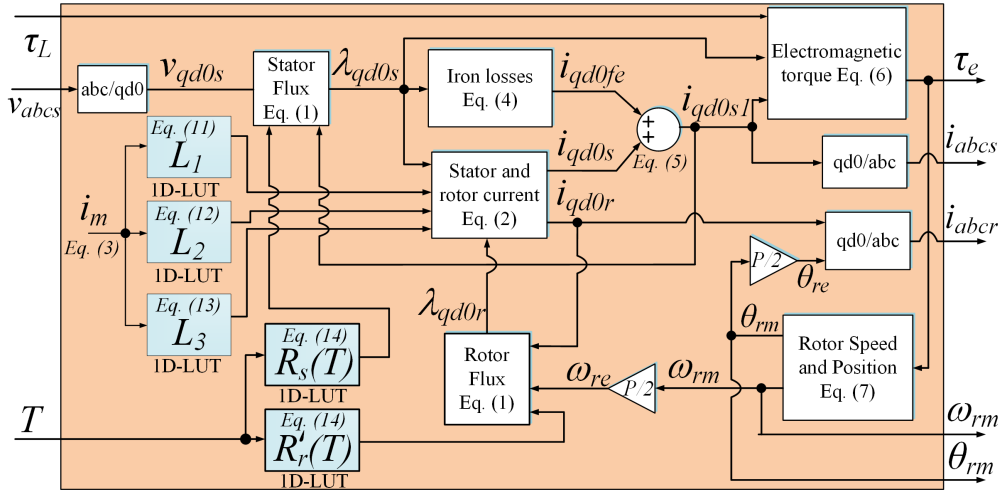 τL
vabcs
abc/qd0
vqd0s
Stator
Flux
Eq. (1)
λqd0s
Iron losses
Eq. (4)
iqd0fe
+
+
Eq. (5)
iqd0s1
Electromagnetic
torque Eq. (6)
τe
qd0/abc
iabcs
Eq. (11)
L1
1D-LUT
im
Eq. (3)
Eq. (12)
L2
1D-LUT
Eq. (13)
L3
1D-LUT
Stator and
rotor current
Eq. (2)
iqd0s
iqd0r
qd0/abc
iabcr
P/2
θre
θrm
λqd0r
Eq. (14)
Rs(T)
1D-LUT
Rotor
Flux
Eq. (1)
ωre
P/2
ωrm
Rotor Speed
and Position
Eq. (7)
T
Eq. (14)
R'r(T)
1D-LUT
ωrm
θrm